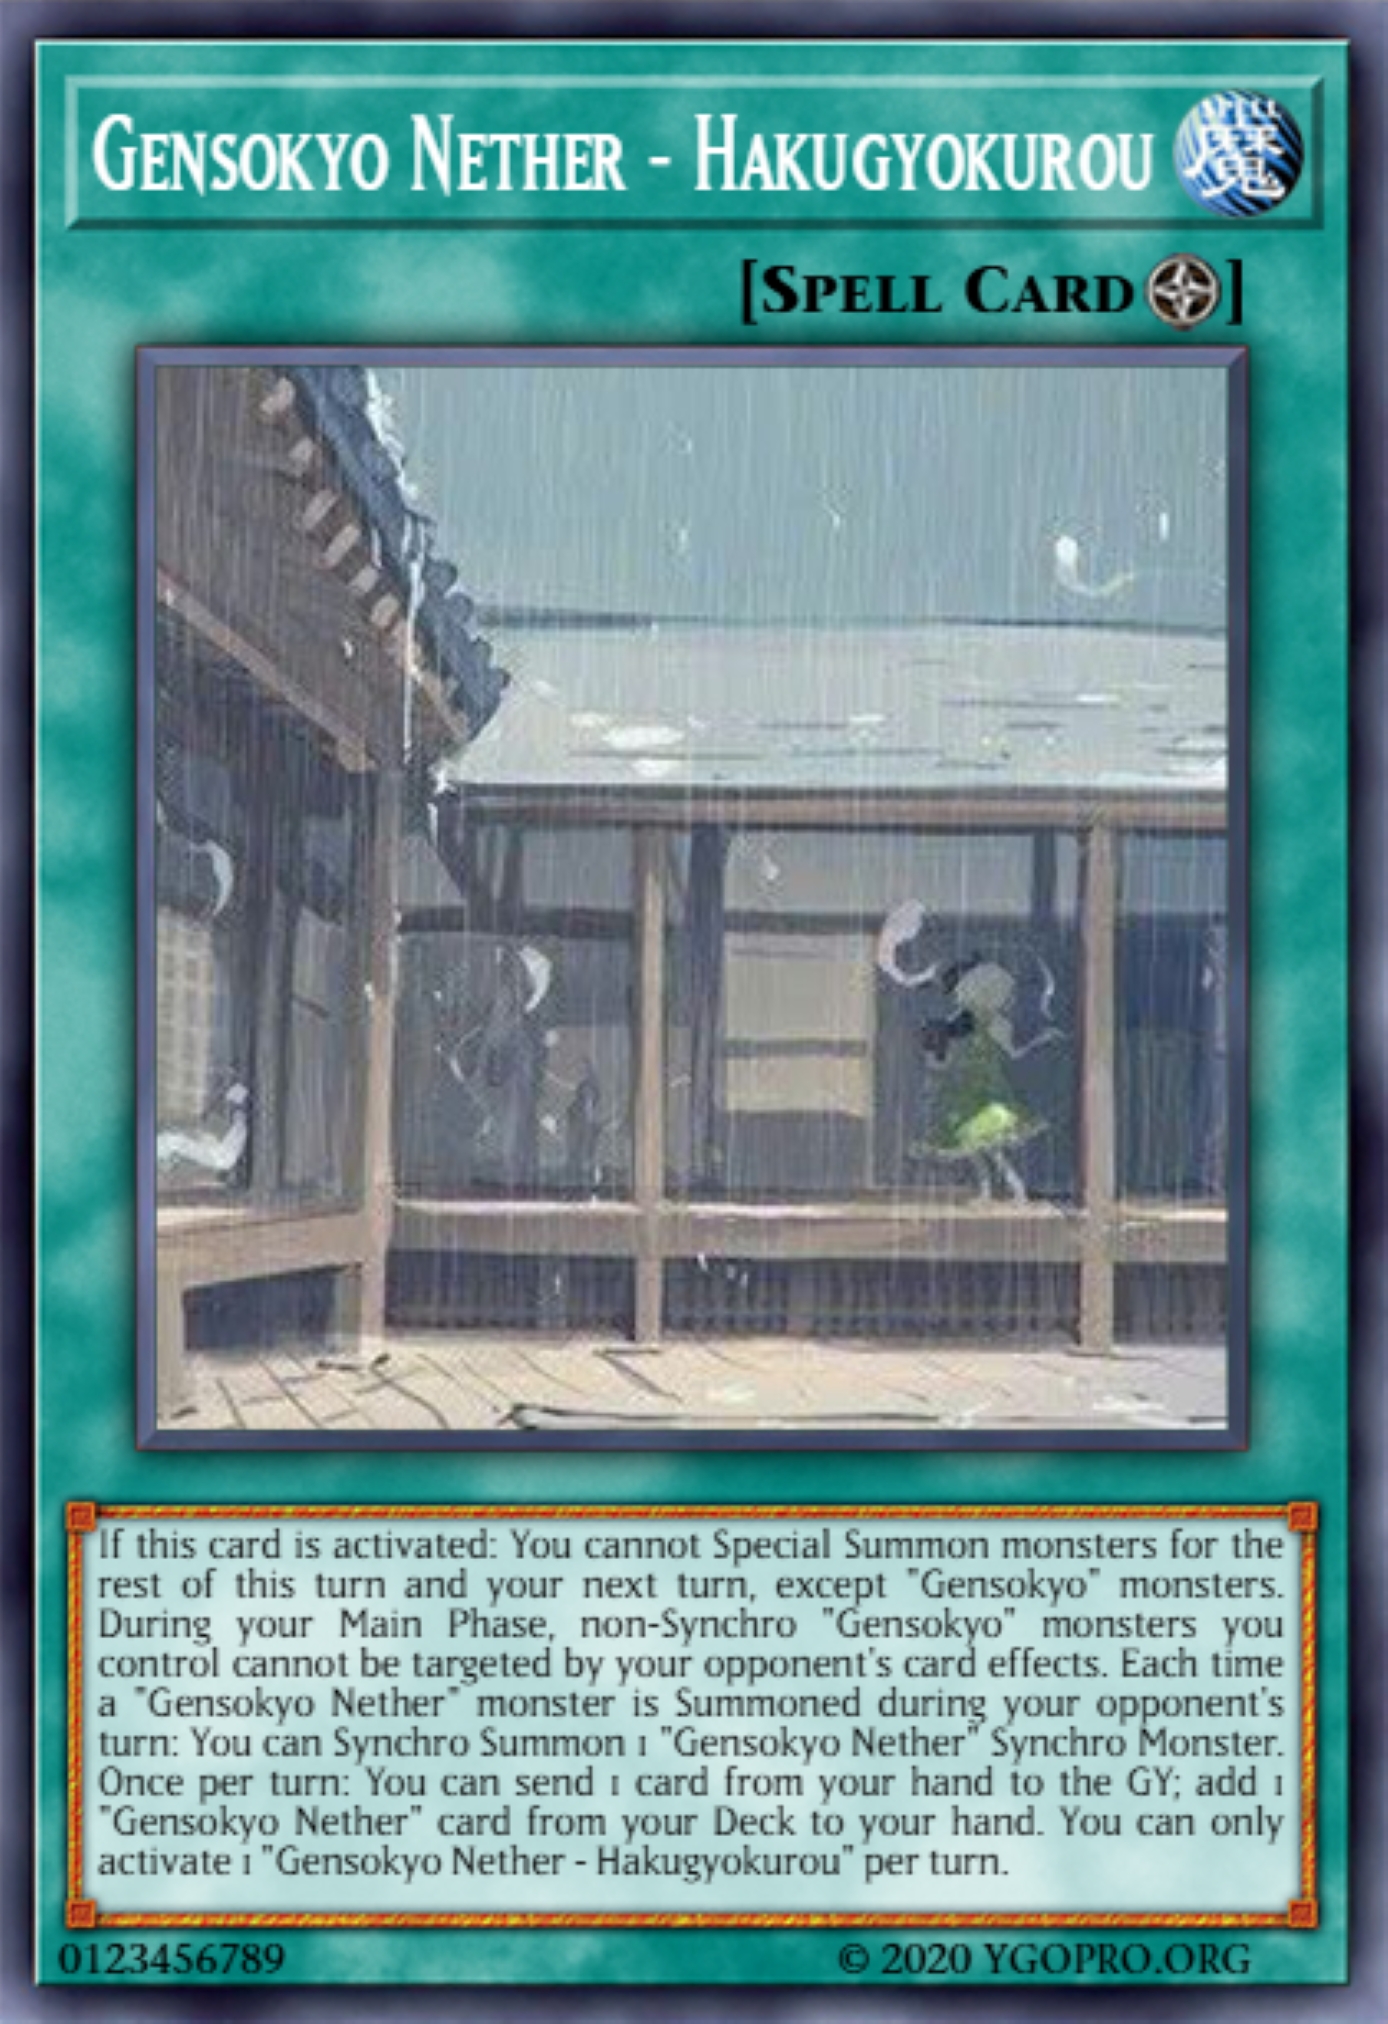 Gensokyo Nether - Hakugyokurou
SPELL
魔
[Spell Card]
If this card is activated: You cannot Special Summon monsters for the
rest of this turn and your next turn, except "Gensokyo" monsters.
During your Main Phase, non-Synchro "Gensokyo" monsters you
control cannot be targeted by your opponent's card effects. Each time
a "Gensokyo Nether" monster is Summoned during your opponent's
turn: You can Synchro Summon 1 "Gensokyo Nether" Synchro Monster.
Once per turn: You can send 1 card from your hand to the GY; add 1
"Gensokyo Nether" card from your Deck to your hand. You can only
activate 1 "Gensokyo Nether - Hakugyokurou" per turn.
0123456789
© 2020 YGOPRO.ORG